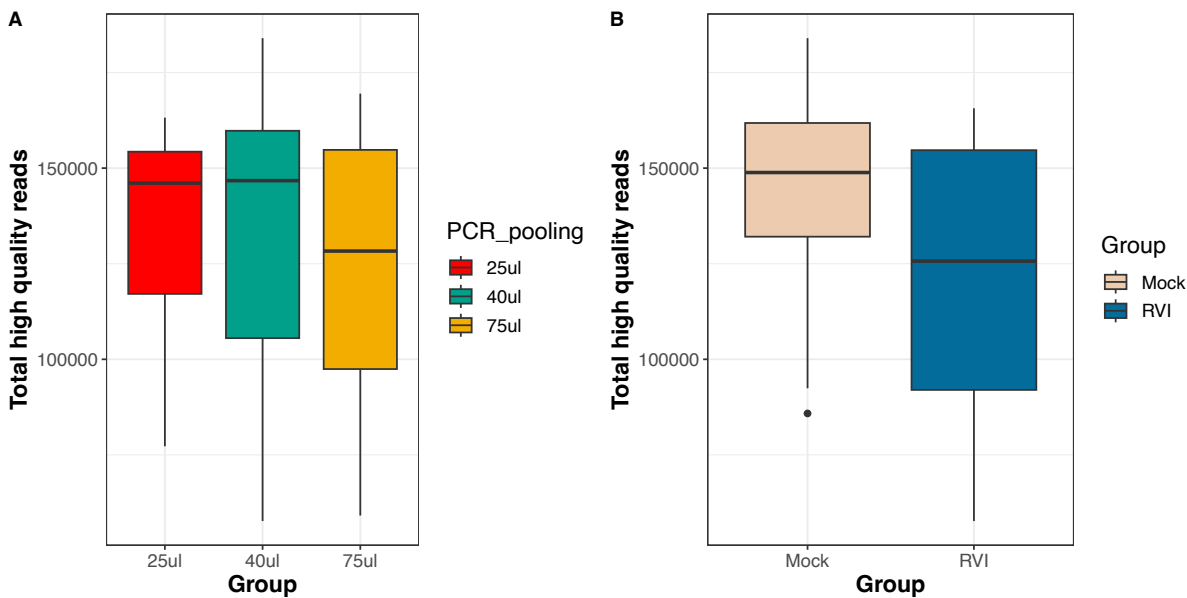 A
Total high quality reads
150000
100000
25ul
40ul
75ul
Group
PCR_pooling
25ul
40ul
75ul
B
Total high quality reads
150000
100000
Mock
RVI
Group
Group
Mock
RVI